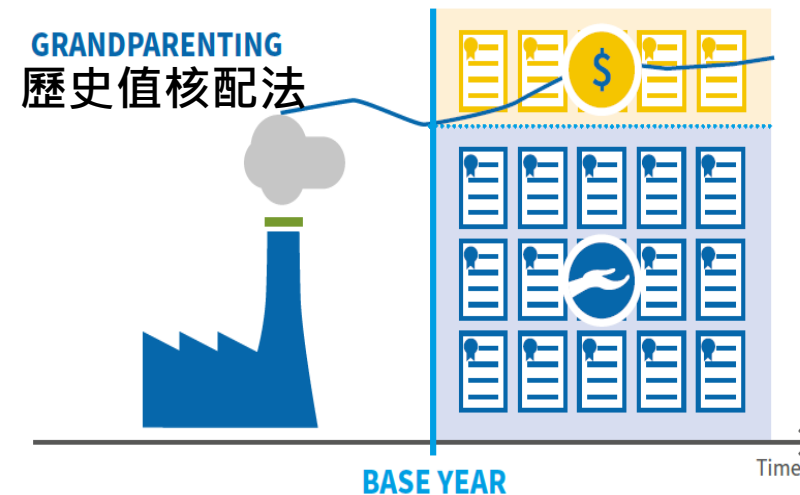 GRANDPARENTING
歷史值核配法
$
BASE YEAR
Time